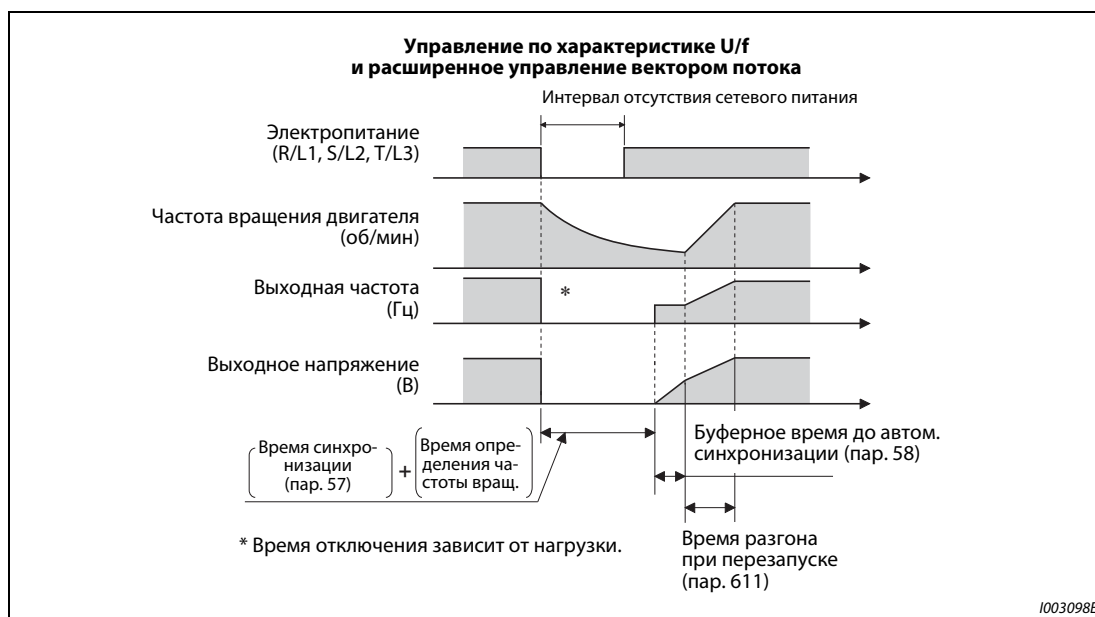 Управление по характеристике U/f
и расширенное управление вектором потока
Интервал отсутствия сетевого питания
Электропитание
(R/L1, S/L2, T/L3)
Частота вращения двигателя
(об/мин)
Выходная частота
(Гц)
*
Выходное напряжение
(В)
Время синхро-
низации
(пар. 57)
+
Время опре-
деления ча-
стоты вращ.
Буферное время до автом.
синхронизации (пар. 58)
* Время отключения зависит от нагрузки.
Время разгона
при перезапуске
(пар. 611)
I003098E